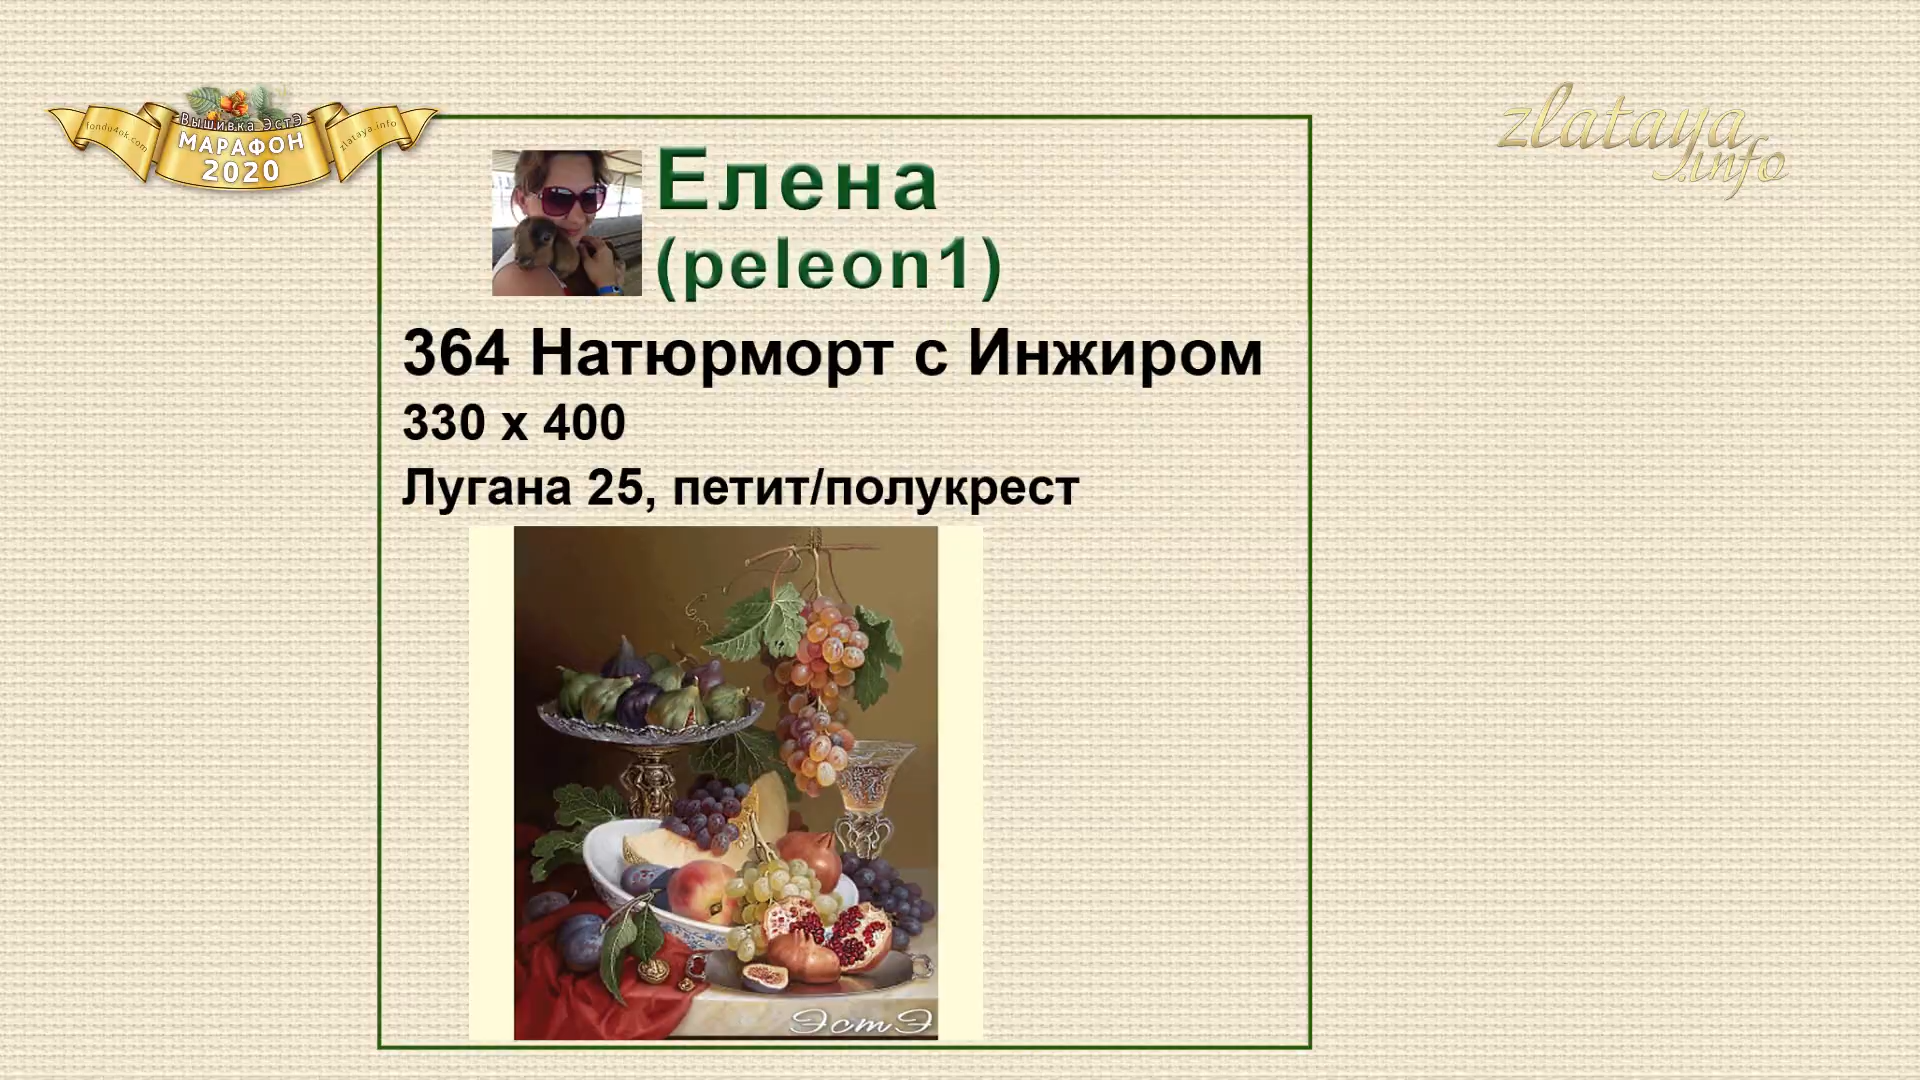 fondu4ok.com
Вышивка ЭстЭ
zlataya.info
МАРАФОН
2020
zlataya
.info
Елена
(peleon1)
364 Натюрморт с Инжиром
330 х 400
Лугана 25, петит/полукрест
ЭстЭ